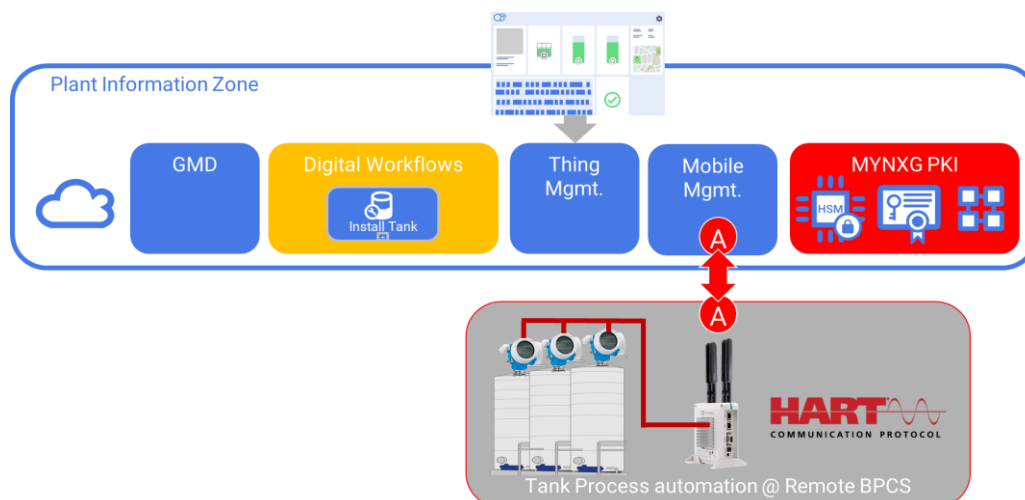 Plant Information Zone
GMD
Digital Workflows
Install Tank
Thing
Mgmt.
Mobile
Mgmt.
MYNXG PKI
HSM
A
A
HART
COMMUNICATION PROTOCOL
Tank Process automation @ Remote BPCS